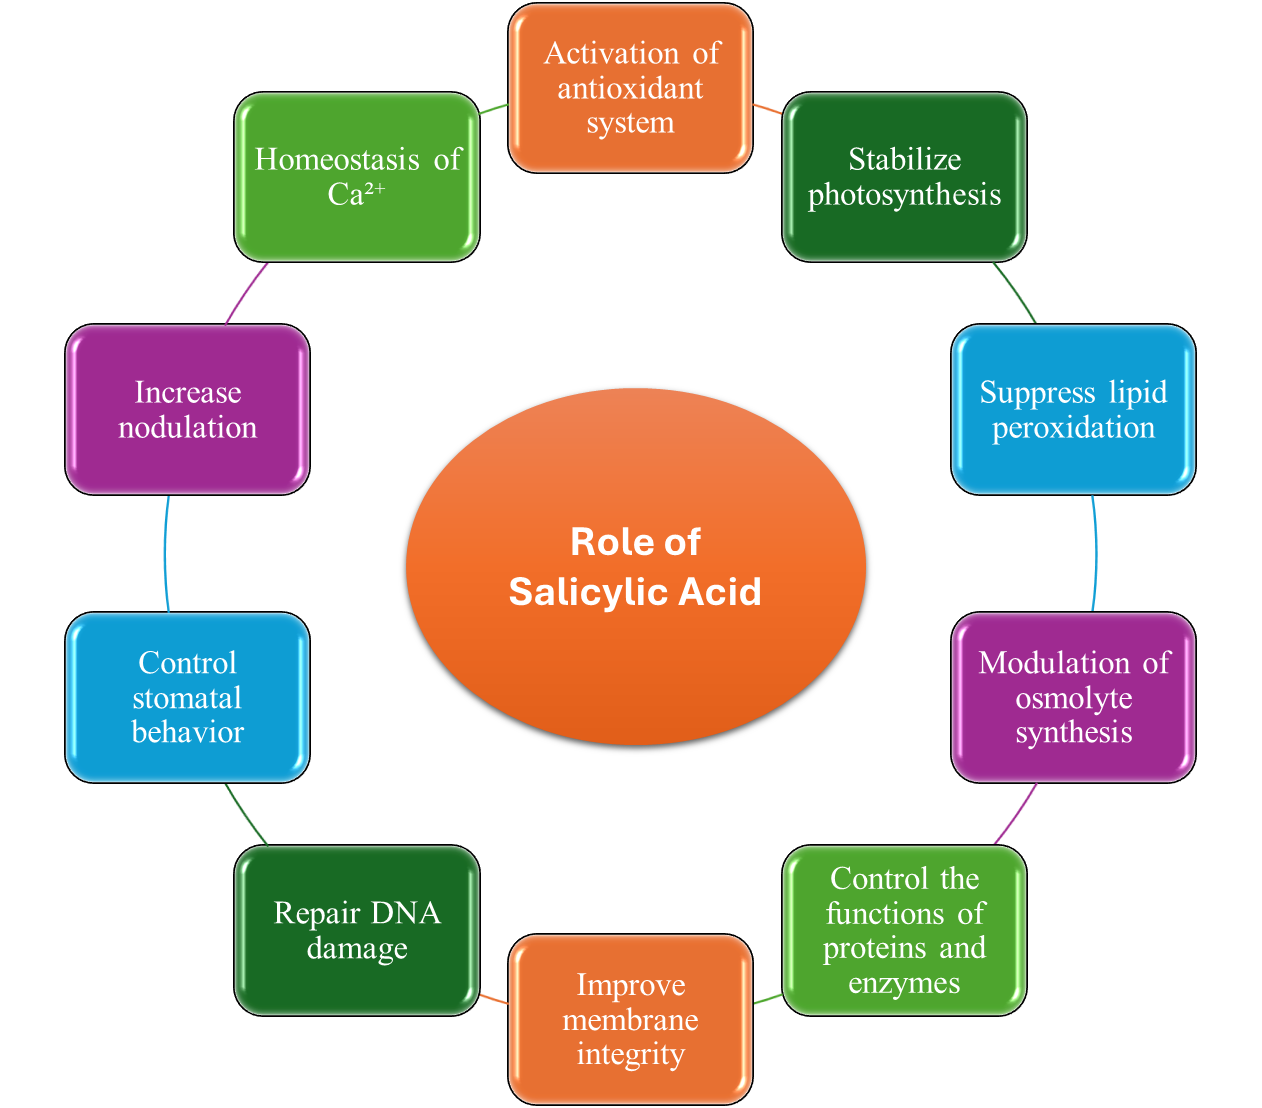 Activation of
antioxidant
system
Stabilize
photosynthesis
Suppress lipid
peroxidation
Modulation of
osmolyte
synthesis
Control the
functions of
proteins and
enzymes
Improve
membrane
integrity
Repair DNA
damage
Control
stomatal
behavior
Increase
nodulation
Homeostasis of
Ca²⁺
Role of
Salicylic Acid